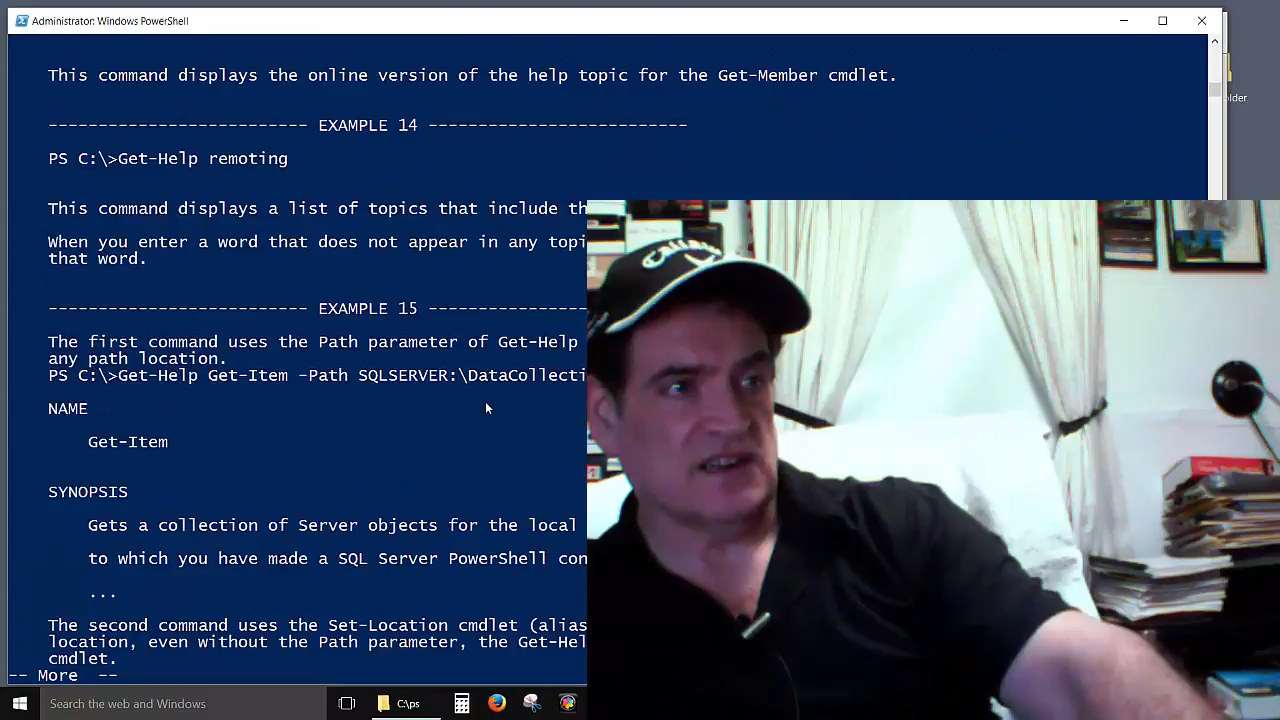 Administrator: Windows PowerShell
This command displays the online version of the help topic for the Get-Member cmdlet.
------------------------- EXAMPLE 14 --------------------------
PS C:\>Get-Help remoting
This command displays a list of topics that include th
When you enter a word that does not appear in any topi
that word.
------------------------- EXAMPLE 15 ----------------
The first command uses the Path parameter of Get-Help
any path location.
PS C:\>Get-Help Get-Item -Path SQLSERVER:\DataCollecti
NAME
Get-Item
SYNOPSIS
Gets a collection of Server objects for the local
to which you have made a SQL Server PowerShell con
...
The second command uses the Set-Location cmdlet (alias
location, even without the Path parameter, the Get-Hel
cmdlet.
-- More --
older
Callaway
Search the web and Windows
C:\ps